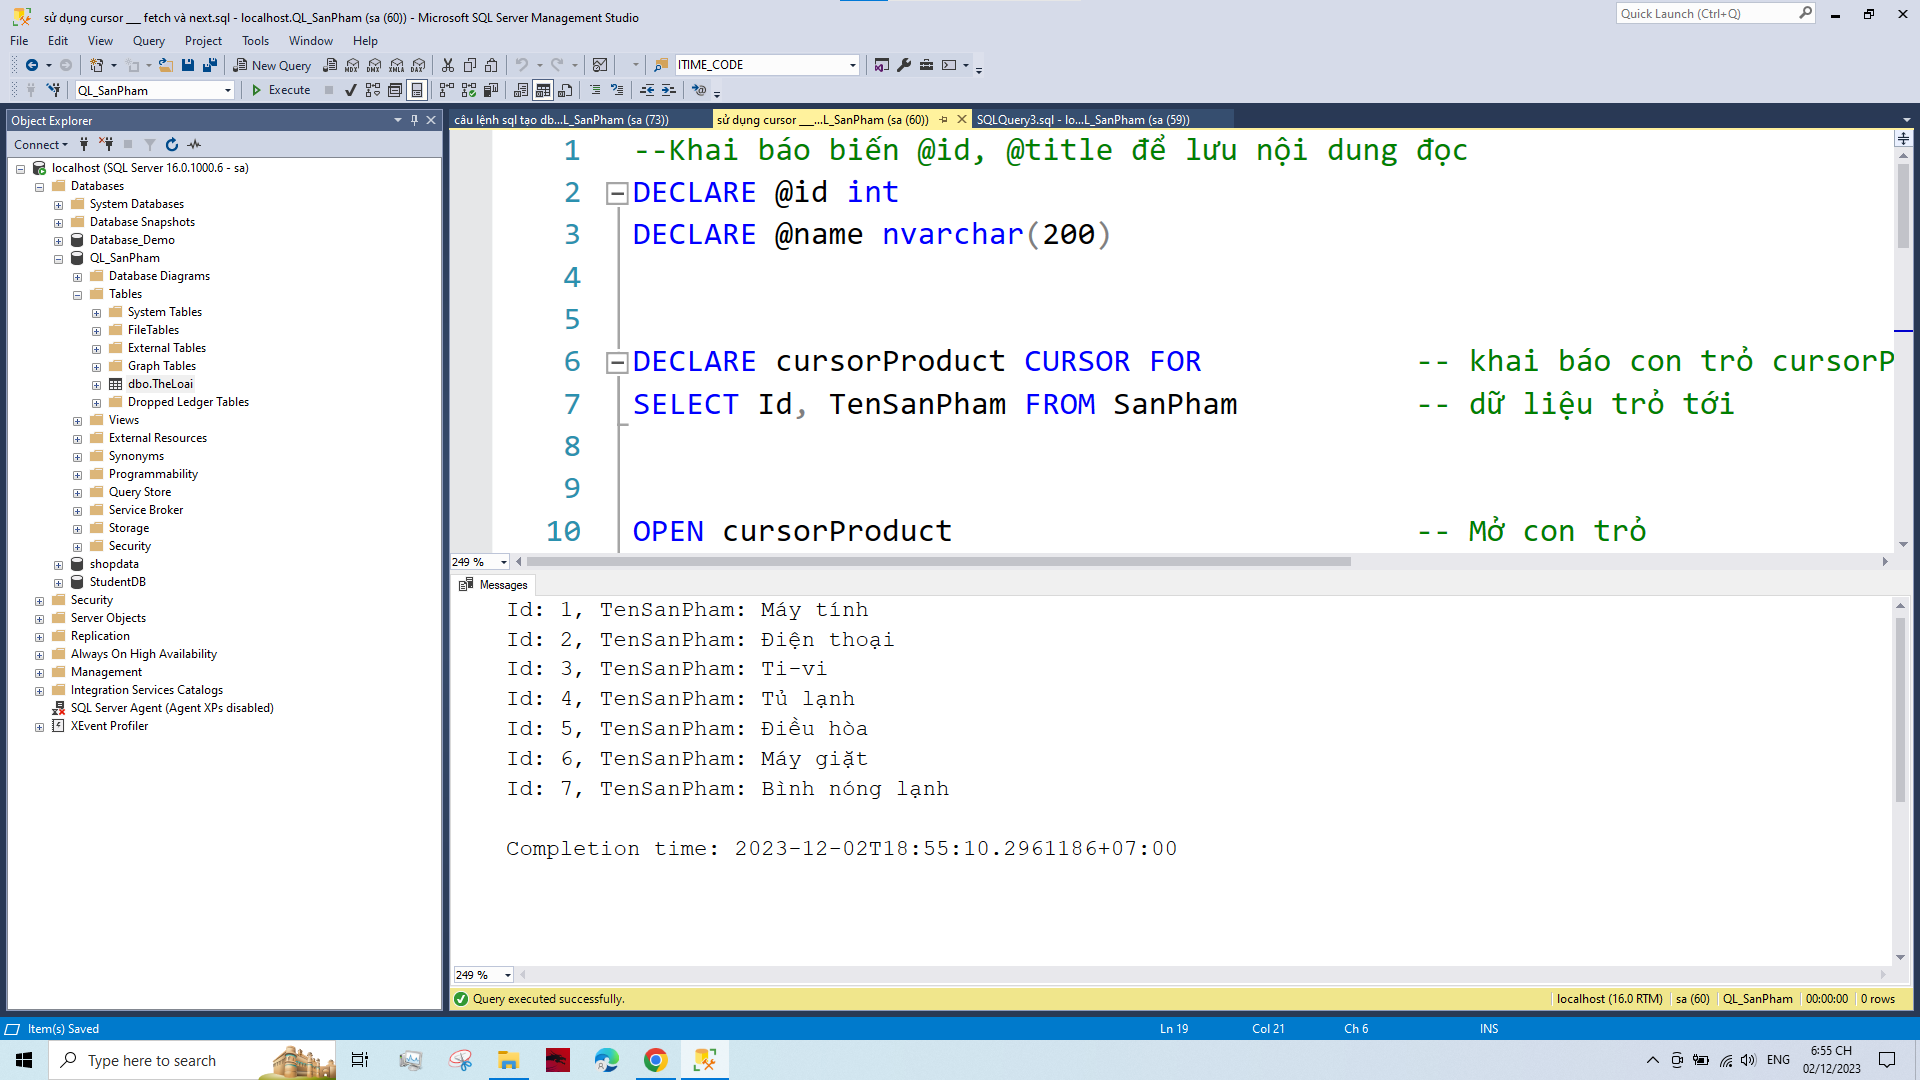 sử dụng cursor ___ fetch và next.sql - localhost.QL_SanPham (sa (60)) - Microsoft SQL Server Management Studio
Quick Launch (Ctrl+Q)
File Edit View Query Project Tools Window Help
New Query
MDX DMX XMLA DAX
ITIME_CODE
QL_SanPham
Execute
Object Explorer
Connect
localhost (SQL Server 16.0.1000.6 - sa)
Databases
System Databases
Database Snapshots
Database_Demo
QL_SanPham
Database Diagrams
Tables
System Tables
FileTables
External Tables
Graph Tables
dbo.TheLoai
Dropped Ledger Tables
Views
External Resources
Synonyms
Programmability
Query Store
Service Broker
Storage
Security
shopdata
StudentDB
Security
Server Objects
Replication
Always On High Availability
Management
Integration Services Catalogs
SQL Server Agent (Agent XPs disabled)
XEvent Profiler
câu lệnh sql tạo db...L_SanPham (sa (73))
sử dụng cursor ___...L_SanPham (sa (60))
SQLQuery3.sql - lo...L_SanPham (sa (59))
1 --Khai báo biến @id, @title để lưu nội dung đọc
2 DECLARE @id int
3 DECLARE @name nvarchar(200)
4
5
6 DECLARE cursorProduct CURSOR FOR -- khai báo con trỏ cursorP
7 SELECT Id, TenSanPham FROM SanPham -- dữ liệu trỏ tới
8
9
10 OPEN cursorProduct -- Mở con trỏ
249 %
Messages
Id: 1, TenSanPham: Máy tính
Id: 2, TenSanPham: Điện thoại
Id: 3, TenSanPham: Ti-vi
Id: 4, TenSanPham: Tủ lạnh
Id: 5, TenSanPham: Điều hòa
Id: 6, TenSanPham: Máy giặt
Id: 7, TenSanPham: Bình nóng lạnh
Completion time: 2023-12-02T18:55:10.2961186+07:00
249 %
Query executed successfully.
localhost (16.0 RTM) sa (60) QL_SanPham 00:00:00 0 rows
Item(s) Saved
Ln 19 Col 21 Ch 6 INS
Type here to search
ENG
6:55 CH
02/12/2023